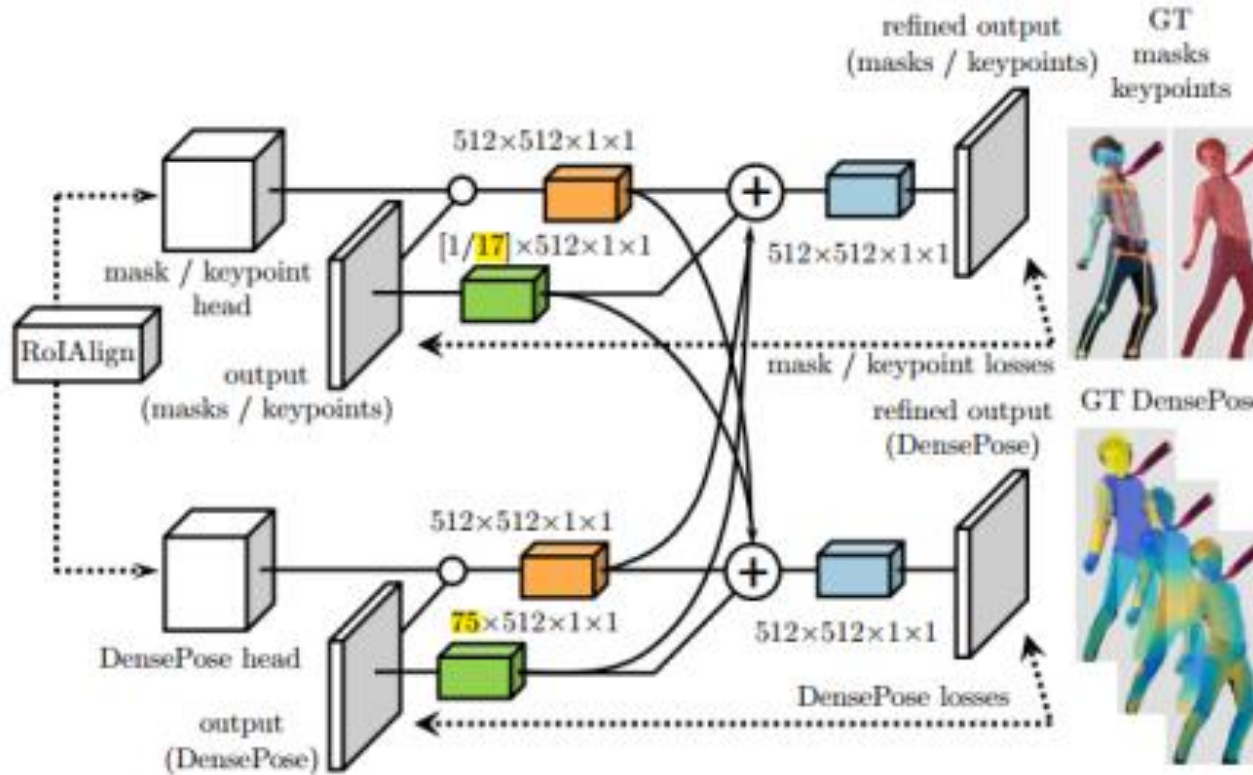 refined output
(masks / keypoints)
GT
masks
keypoints
512×512×1×1
[1/17]×512×1×1
512×512×1×1
mask / keypoint
head
RoIAlign
output
(masks / keypoints)
mask / keypoint losses
refined output
(DensePose)
GT DensePose
512×512×1×1
75×512×1×1
512×512×1×1
DensePose head
DensePose losses
output
(DensePose)